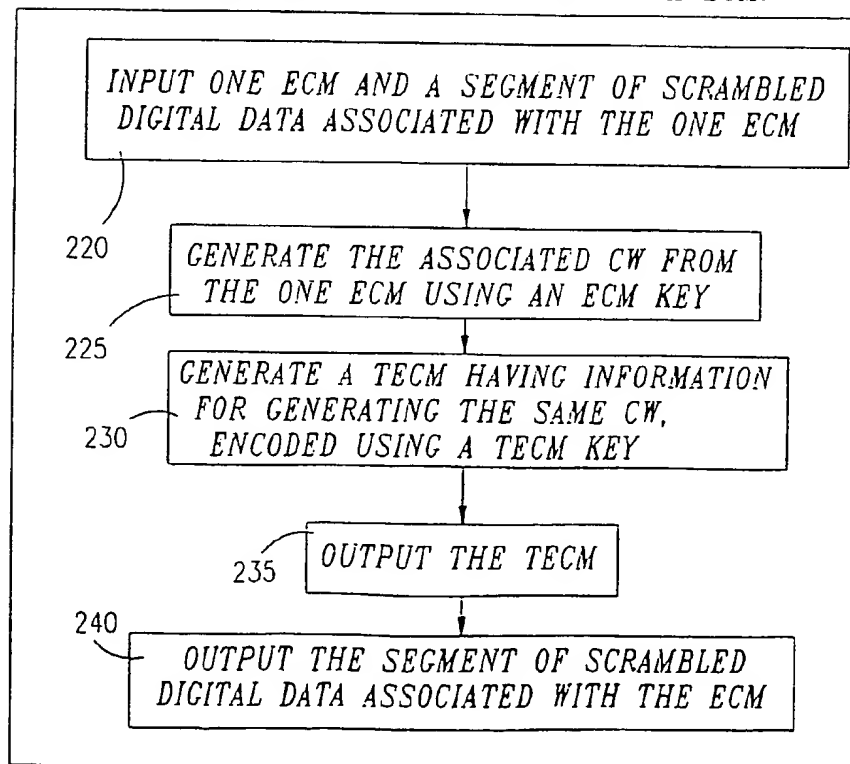 INPUT ONE ECM AND A SEGMENT OF SCRAMBLED
DIGITAL DATA ASSOCIATED WITH THE ONE ECM
220
GENERATE THE ASSOCIATED CW FROM
THE ONE ECM USING AN ECM KEY
225
GENERATE A TECM HAVING INFORMATION
FOR GENERATING THE SAME CW,
ENCODED USING A TECM KEY
230
OUTPUT THE TECM
235
240
OUTPUT THE SEGMENT OF SCRAMBLED
DIGITAL DATA ASSOCIATED WITH THE ECM